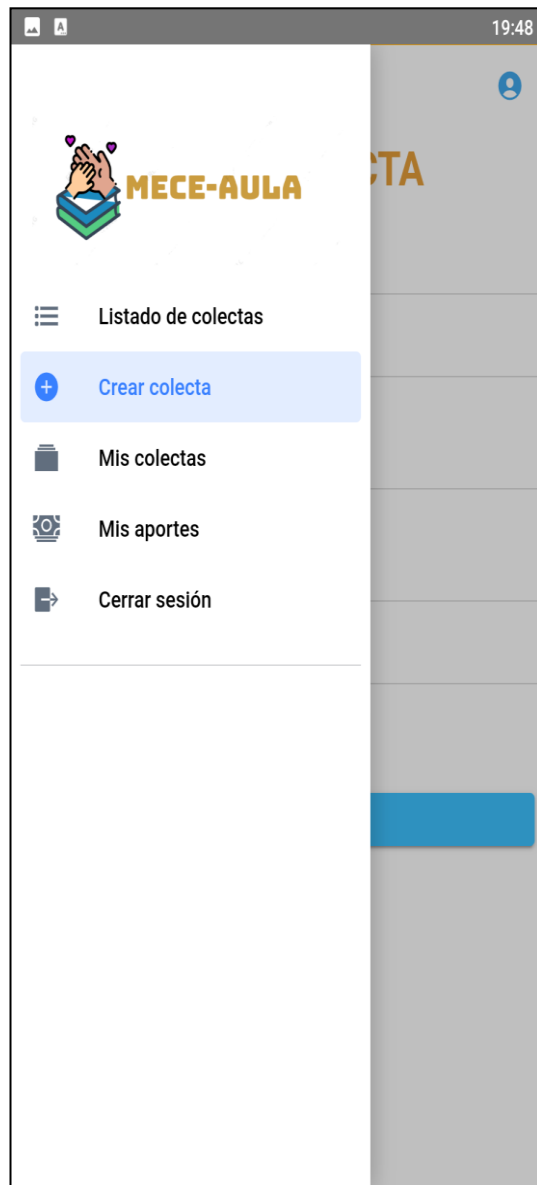 19:48
MECE-AULA
CTA
Listado de colectas
Crear colecta
Mis colectas
Mis aportes
Cerrar sesión